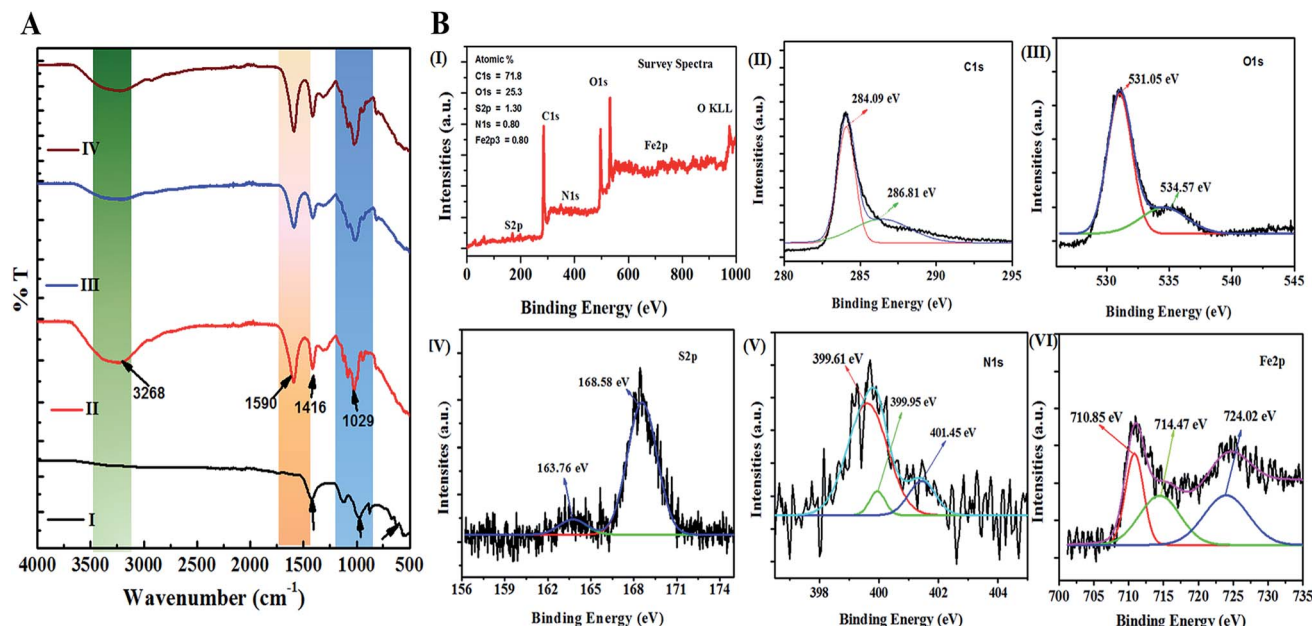 A
% T
IV
III
II
I
3268
1590
1416
1029
4000
3500
3000
2500
2000
1500
1000
500
Wavenumber (cm⁻¹)
B
(I)
Atomic %
C1s = 71.8
O1s = 25.3
S2p = 1.30
N1s = 0.80
Fe2p3 = 0.80
Survey Spectra
O1s
O KLL
C1s
Fe2p
N1s
S2p
Intensities (a.u.)
0
200
400
600
800
1000
Binding Energy (eV)
(II)
C1s
284.09 eV
286.81 eV
Intensities (a.u.)
280
285
290
295
Binding Energy (eV)
(III)
O1s
531.05 eV
534.57 eV
Intensities (a.u.)
530
535
540
545
Binding Energy (eV)
IV)
S2p
168.58 eV
163.76 eV
Intensities (a.u.)
156
159
162
165
168
171
174
Binding Energy (eV)
(V)
N1s
399.61 eV
399.95 eV
401.45 eV
Intensities (a.u.)
398
400
402
404
Binding Energy (eV)
(VI)
Fe2p
710.85 eV
714.47 eV
724.02 eV
Intensities (a.u.)
700
705
710
715
720
725
730
735
Binding Energy (eV)